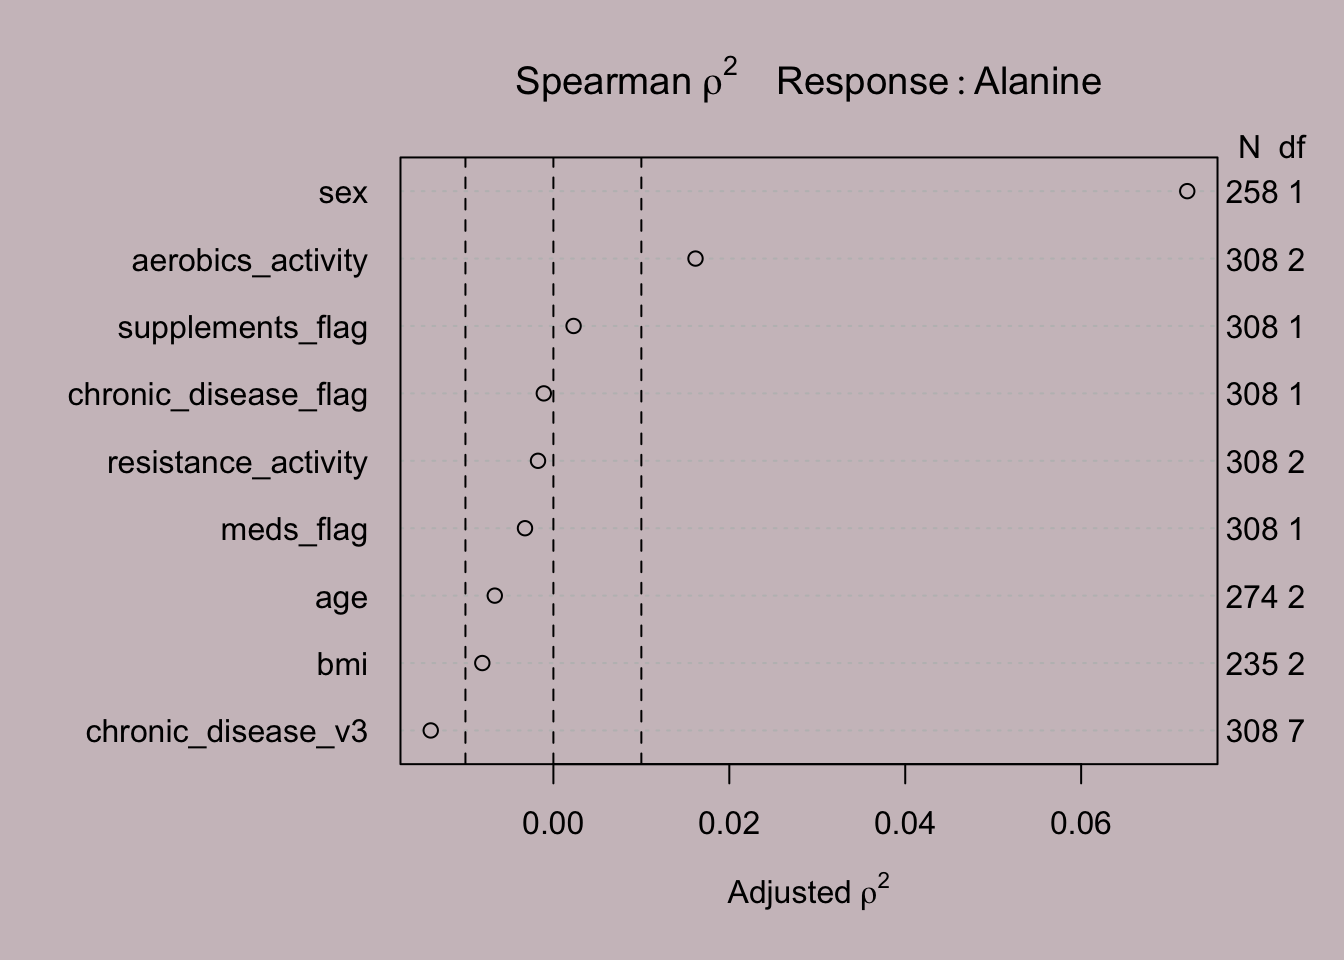 Spearman ρ² Response : Alanine
N df
sex 258 1
aerobics_activity 308 2
supplements_flag 308 1
chronic_disease_flag 308 1
resistance_activity 308 2
meds_flag 308 1
age 274 2
bmi 235 2
chronic_disease_v3 308 7
0.00 0.02 0.04 0.06
Adjusted ρ²